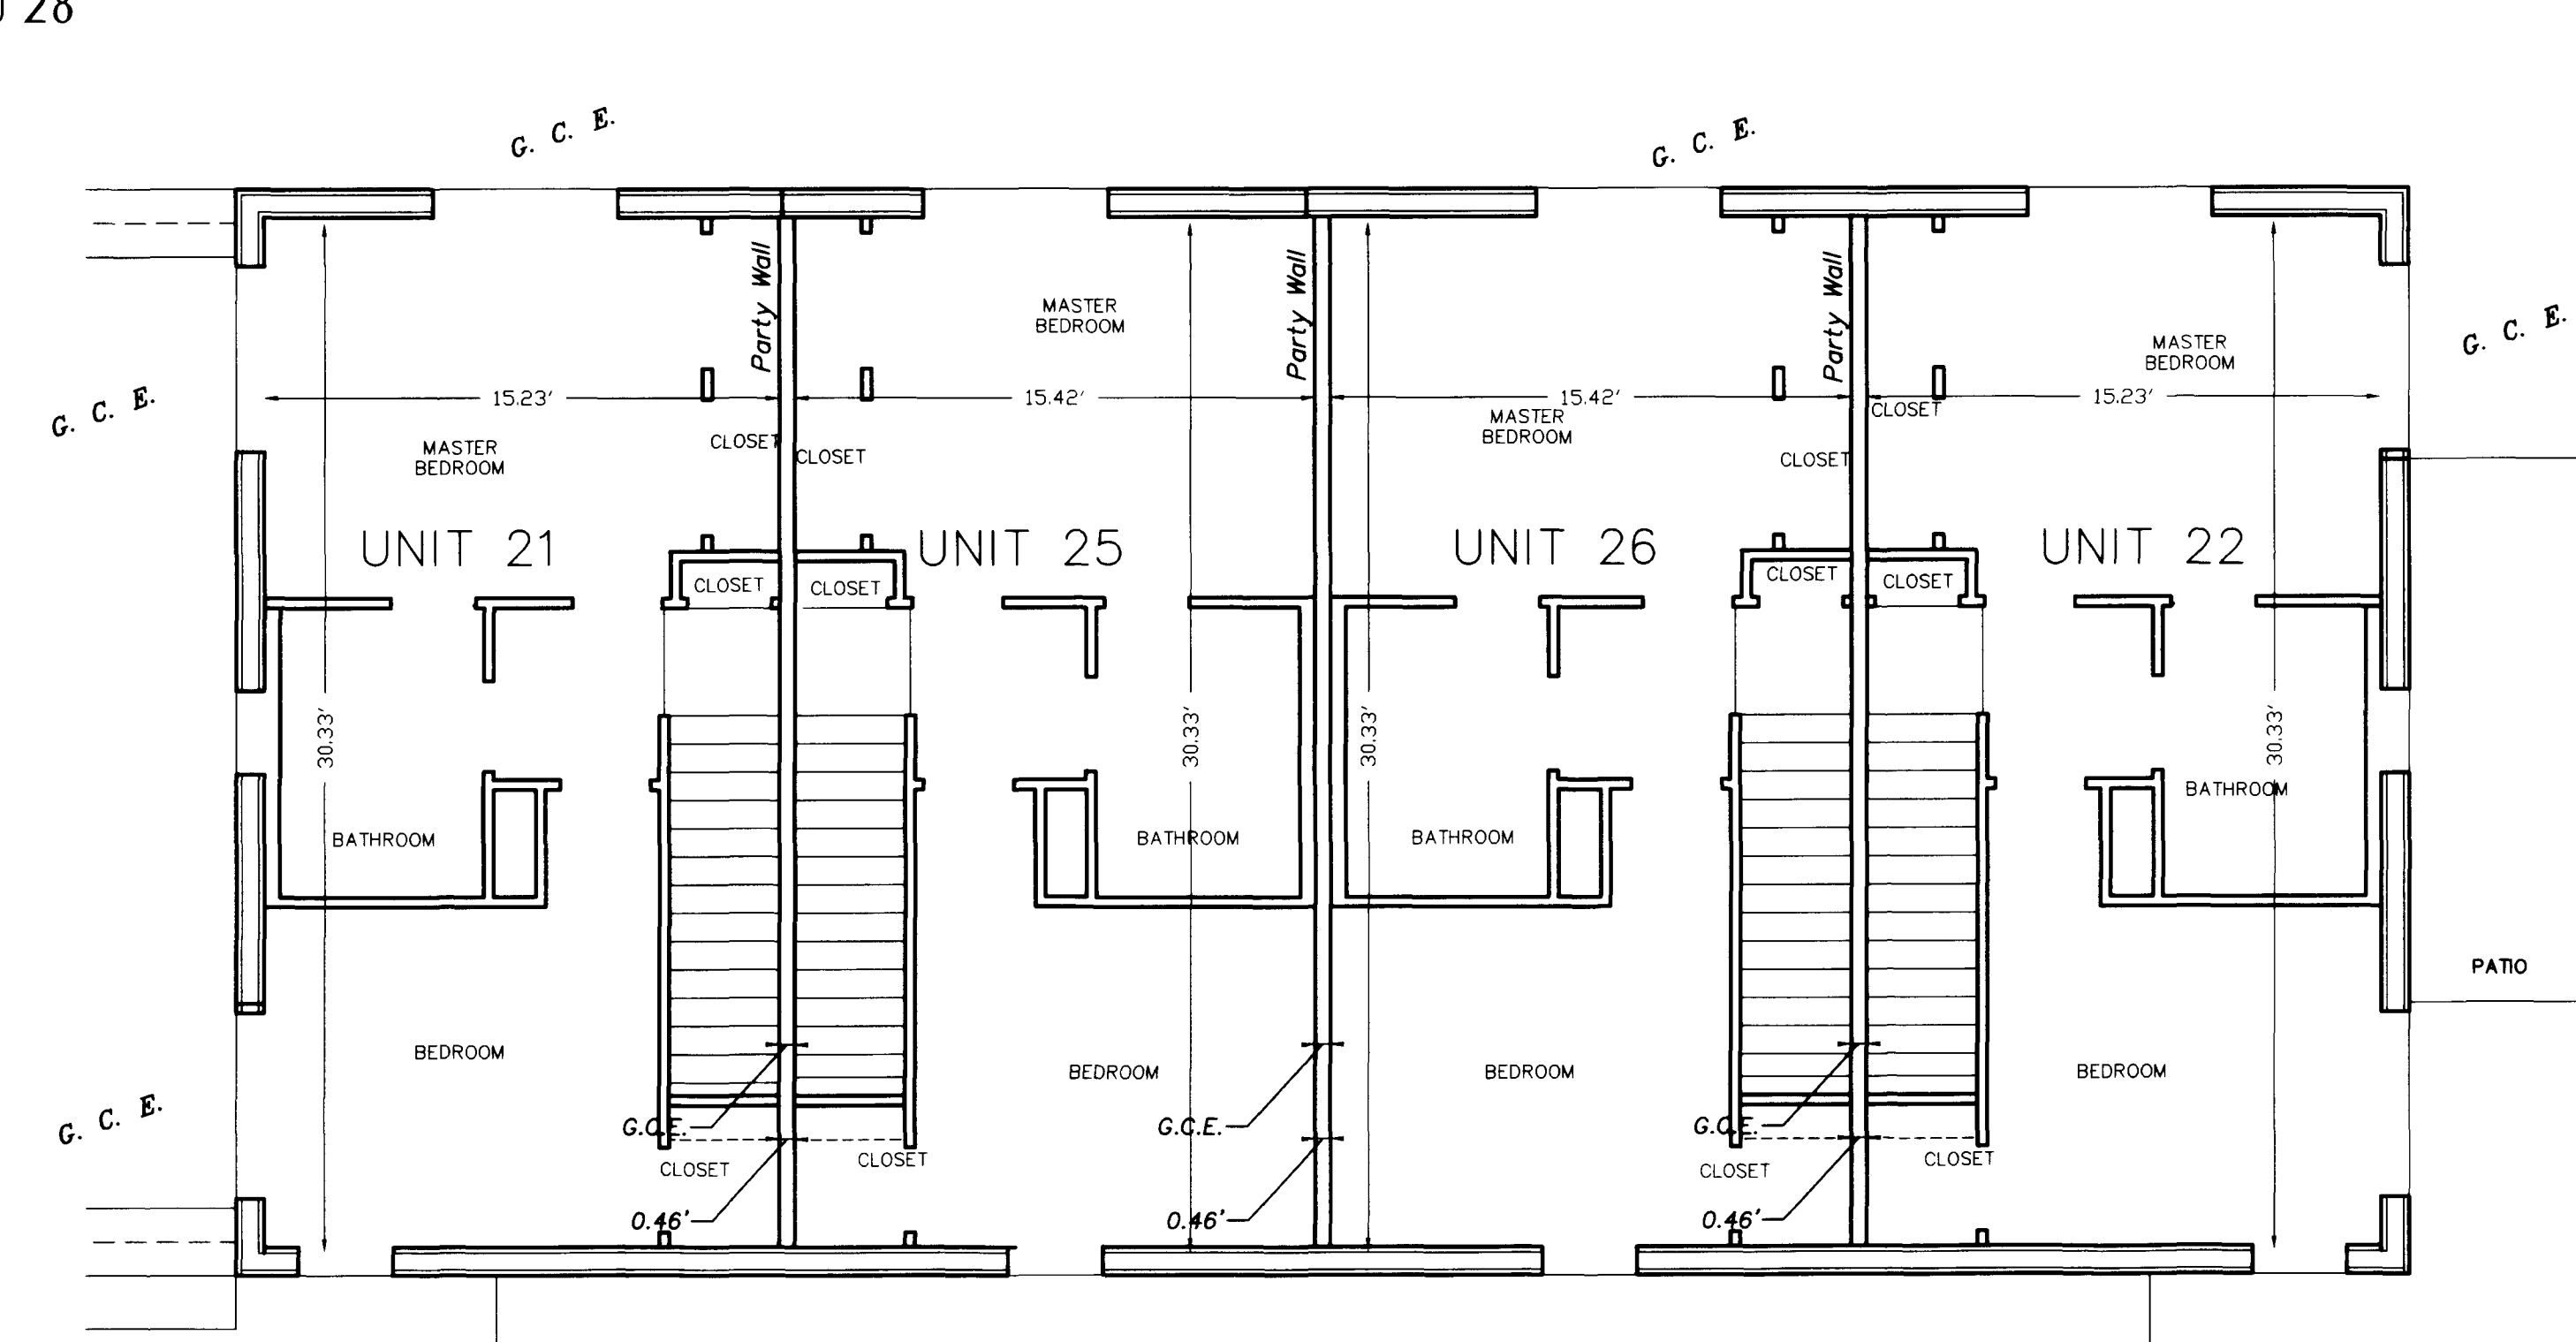 28
G. C. E.
G. C. E.
Party Wall
Party Wall
Party Wall
MASTER
BEDROOM
G. C. E.
MASTER
BEDROOM
G. C. E.
15.23'
15.42'
15.42'
15.23'
CLOSET
MASTER
BEDROOM
MASTER
BEDROOM
CLOSET
CLOSET
CLOSET
UNIT 21
UNIT 25
UNIT 26
UNIT 22
CLOSET
CLOSET
CLOSET
CLOSET
30.33'
30.33'
30.33'
30.33'
BATHROOM
BATHROOM
BATHROOM
BATHROOM
PATIO
BEDROOM
BEDROOM
BEDROOM
BEDROOM
G. C. E.
G.C.E.
G.C.E.
G.C.E.
CLOSET
CLOSET
CLOSET
CLOSET
0.46'
0.46'
0.46'